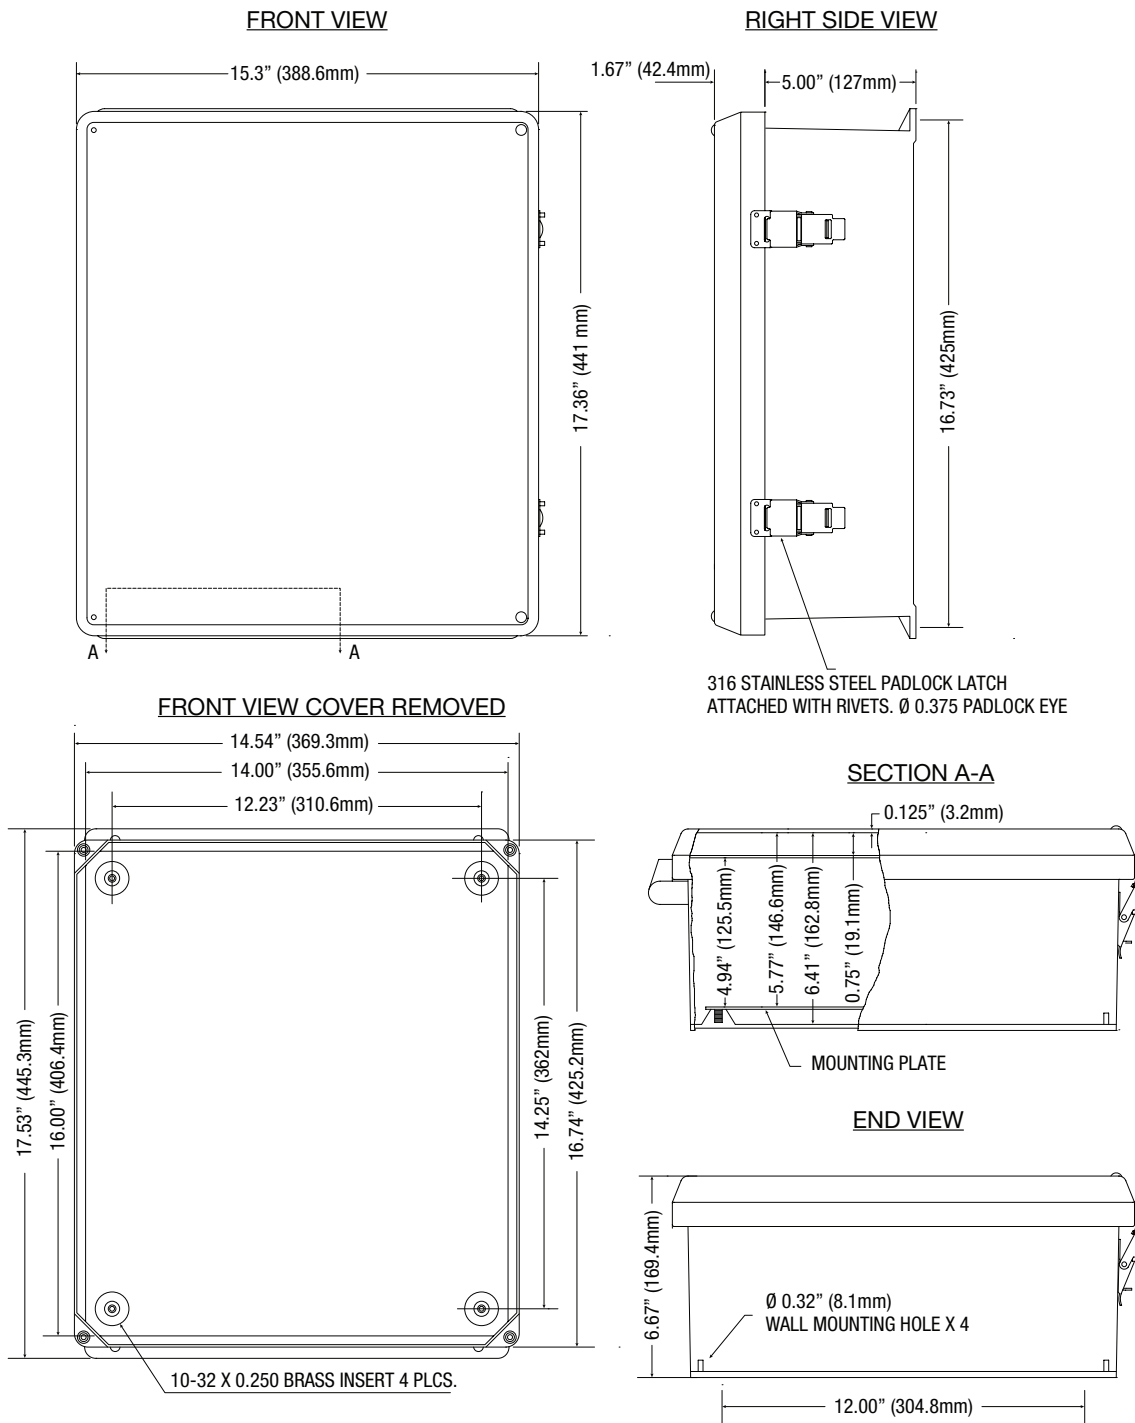 FRONT VIEW
15.3” (388.6mm)
17.36” (441 mm)
A
A
RIGHT SIDE VIEW
1.67” (42.4mm)
5.00” (127mm)
16.73” (425mm)
316 STAINLESS STEEL PADLOCK LATCH
ATTACHED WITH RIVETS. Ø 0.375 PADLOCK EYE
FRONT VIEW COVER REMOVED
14.54” (369.3mm)
14.00” (355.6mm)
12.23” (310.6mm)
17.53” (445.3mm)
16.00” (406.4mm)
14.25” (362mm)
16.74” (425.2mm)
10-32 X 0.250 BRASS INSERT 4 PLCS.
SECTION A-A
0.125” (3.2mm)
4.94” (125.5mm)
5.77” (146.6mm)
6.41” (162.8mm)
0.75” (19.1mm)
MOUNTING PLATE
END VIEW
6.67” (169.4mm)
Ø 0.32” (8.1mm)
WALL MOUNTING HOLE X 4
12.00” (304.8mm)